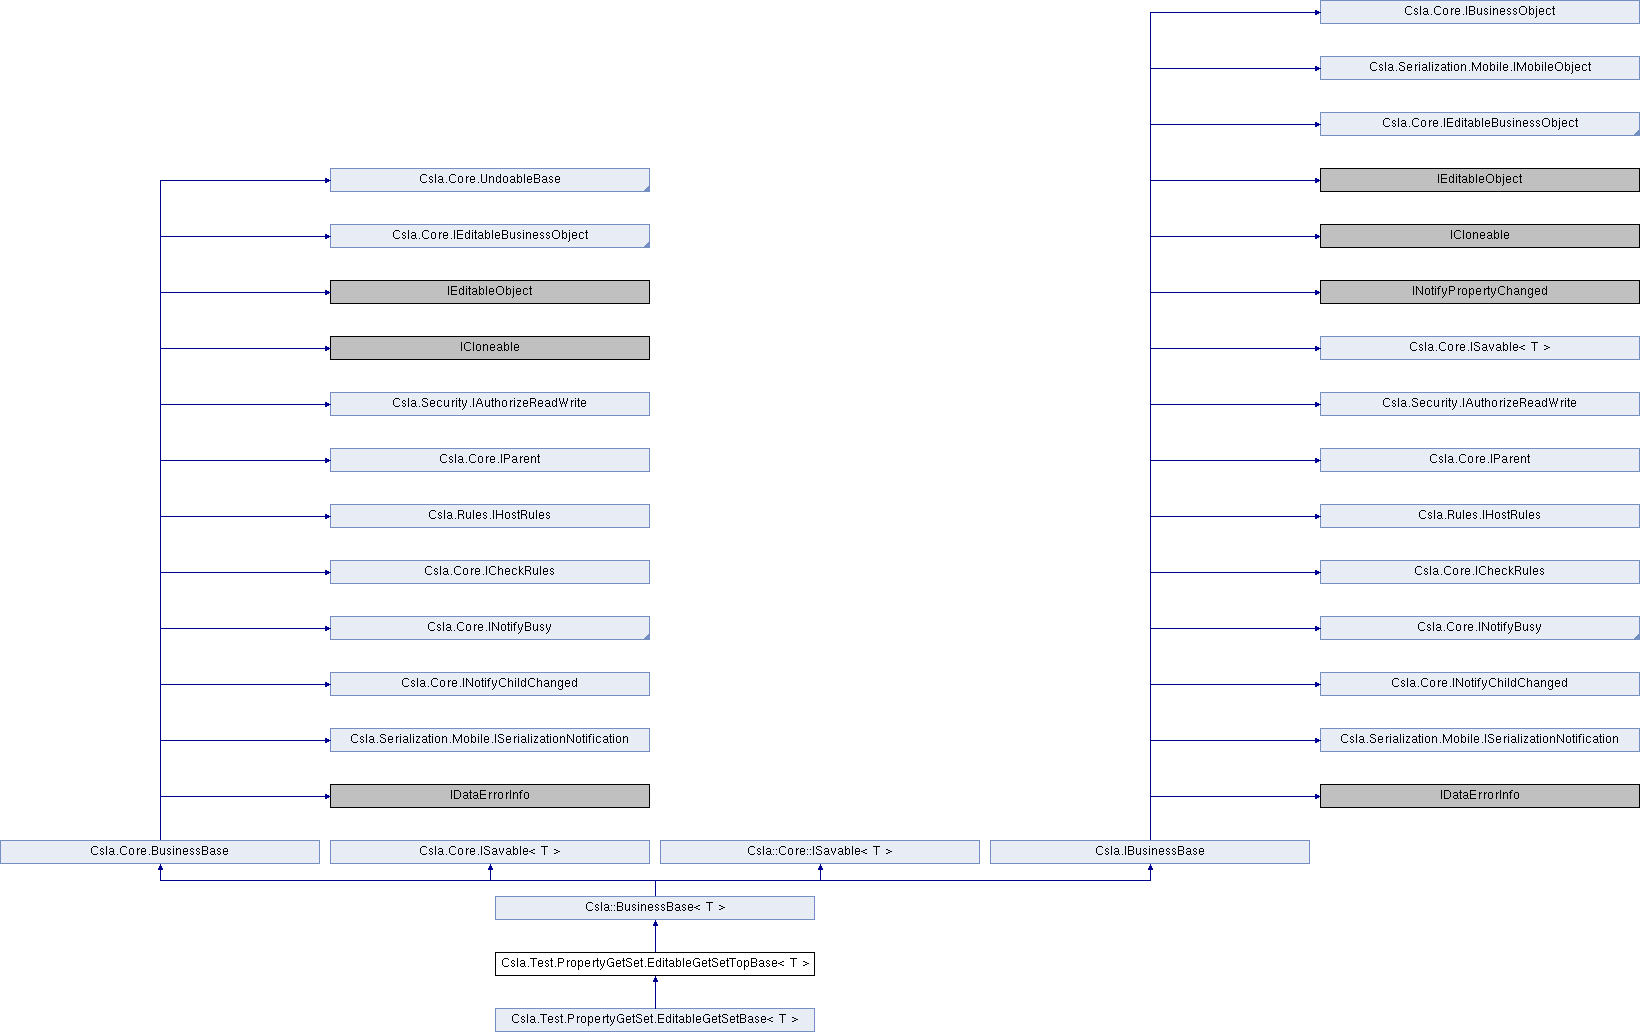 Csla.Core.IBusinessObject
Csla.Serialization.Mobile.IMobileObject
Csla.Core.IEditableBusinessObject
Csla.Core.UndoableBase
IEditableObject
Csla.Core.IEditableBusinessObject
ICloneable
IEditableObject
INotifyPropertyChanged
ICloneable
Csla.Core.ISavable< T >
Csla.Security.IAuthorizeReadWrite
Csla.Security.IAuthorizeReadWrite
Csla.Core.IParent
Csla.Core.IParent
Csla.Rules.IHostRules
Csla.Rules.IHostRules
Csla.Core.ICheckRules
Csla.Core.ICheckRules
Csla.Core.INotifyBusy
Csla.Core.INotifyBusy
Csla.Core.INotifyChildChanged
Csla.Core.INotifyChildChanged
Csla.Serialization.Mobile.ISerializationNotification
Csla.Serialization.Mobile.ISerializationNotification
IDataErrorInfo
IDataErrorInfo
Csla.Core.BusinessBase
Csla.Core.ISavable< T >
Csla::Core::ISavable< T >
Csla.IBusinessBase
Csla::BusinessBase< T >
Csla.Test.PropertyGetSet.EditableGetSetTopBase< T >
Csla.Test.PropertyGetSet.EditableGetSetBase< T >